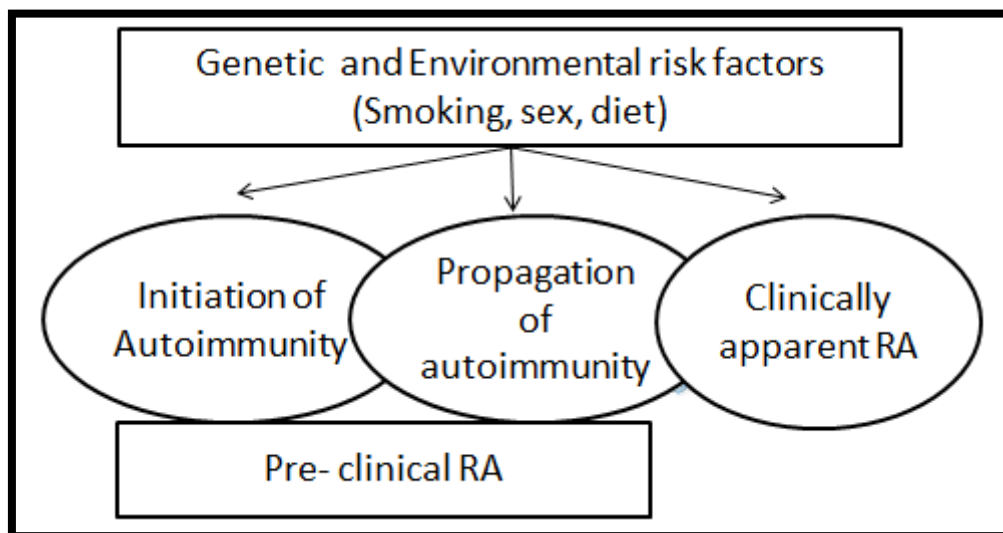 Genetic and Environmental risk factors
(Smoking, sex, diet)
Initiation of
Autoimmunity
Propagation
of
autoimmunity
Clinically
apparent RA
Pre- clinical RA